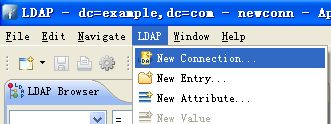 LDAP - dc=example,dc=com - newconn - Ap
File Edit Navigate LDAP Window Help
New Connection...
LDAP Browser
New Entry...
New Attribute...
= New Value